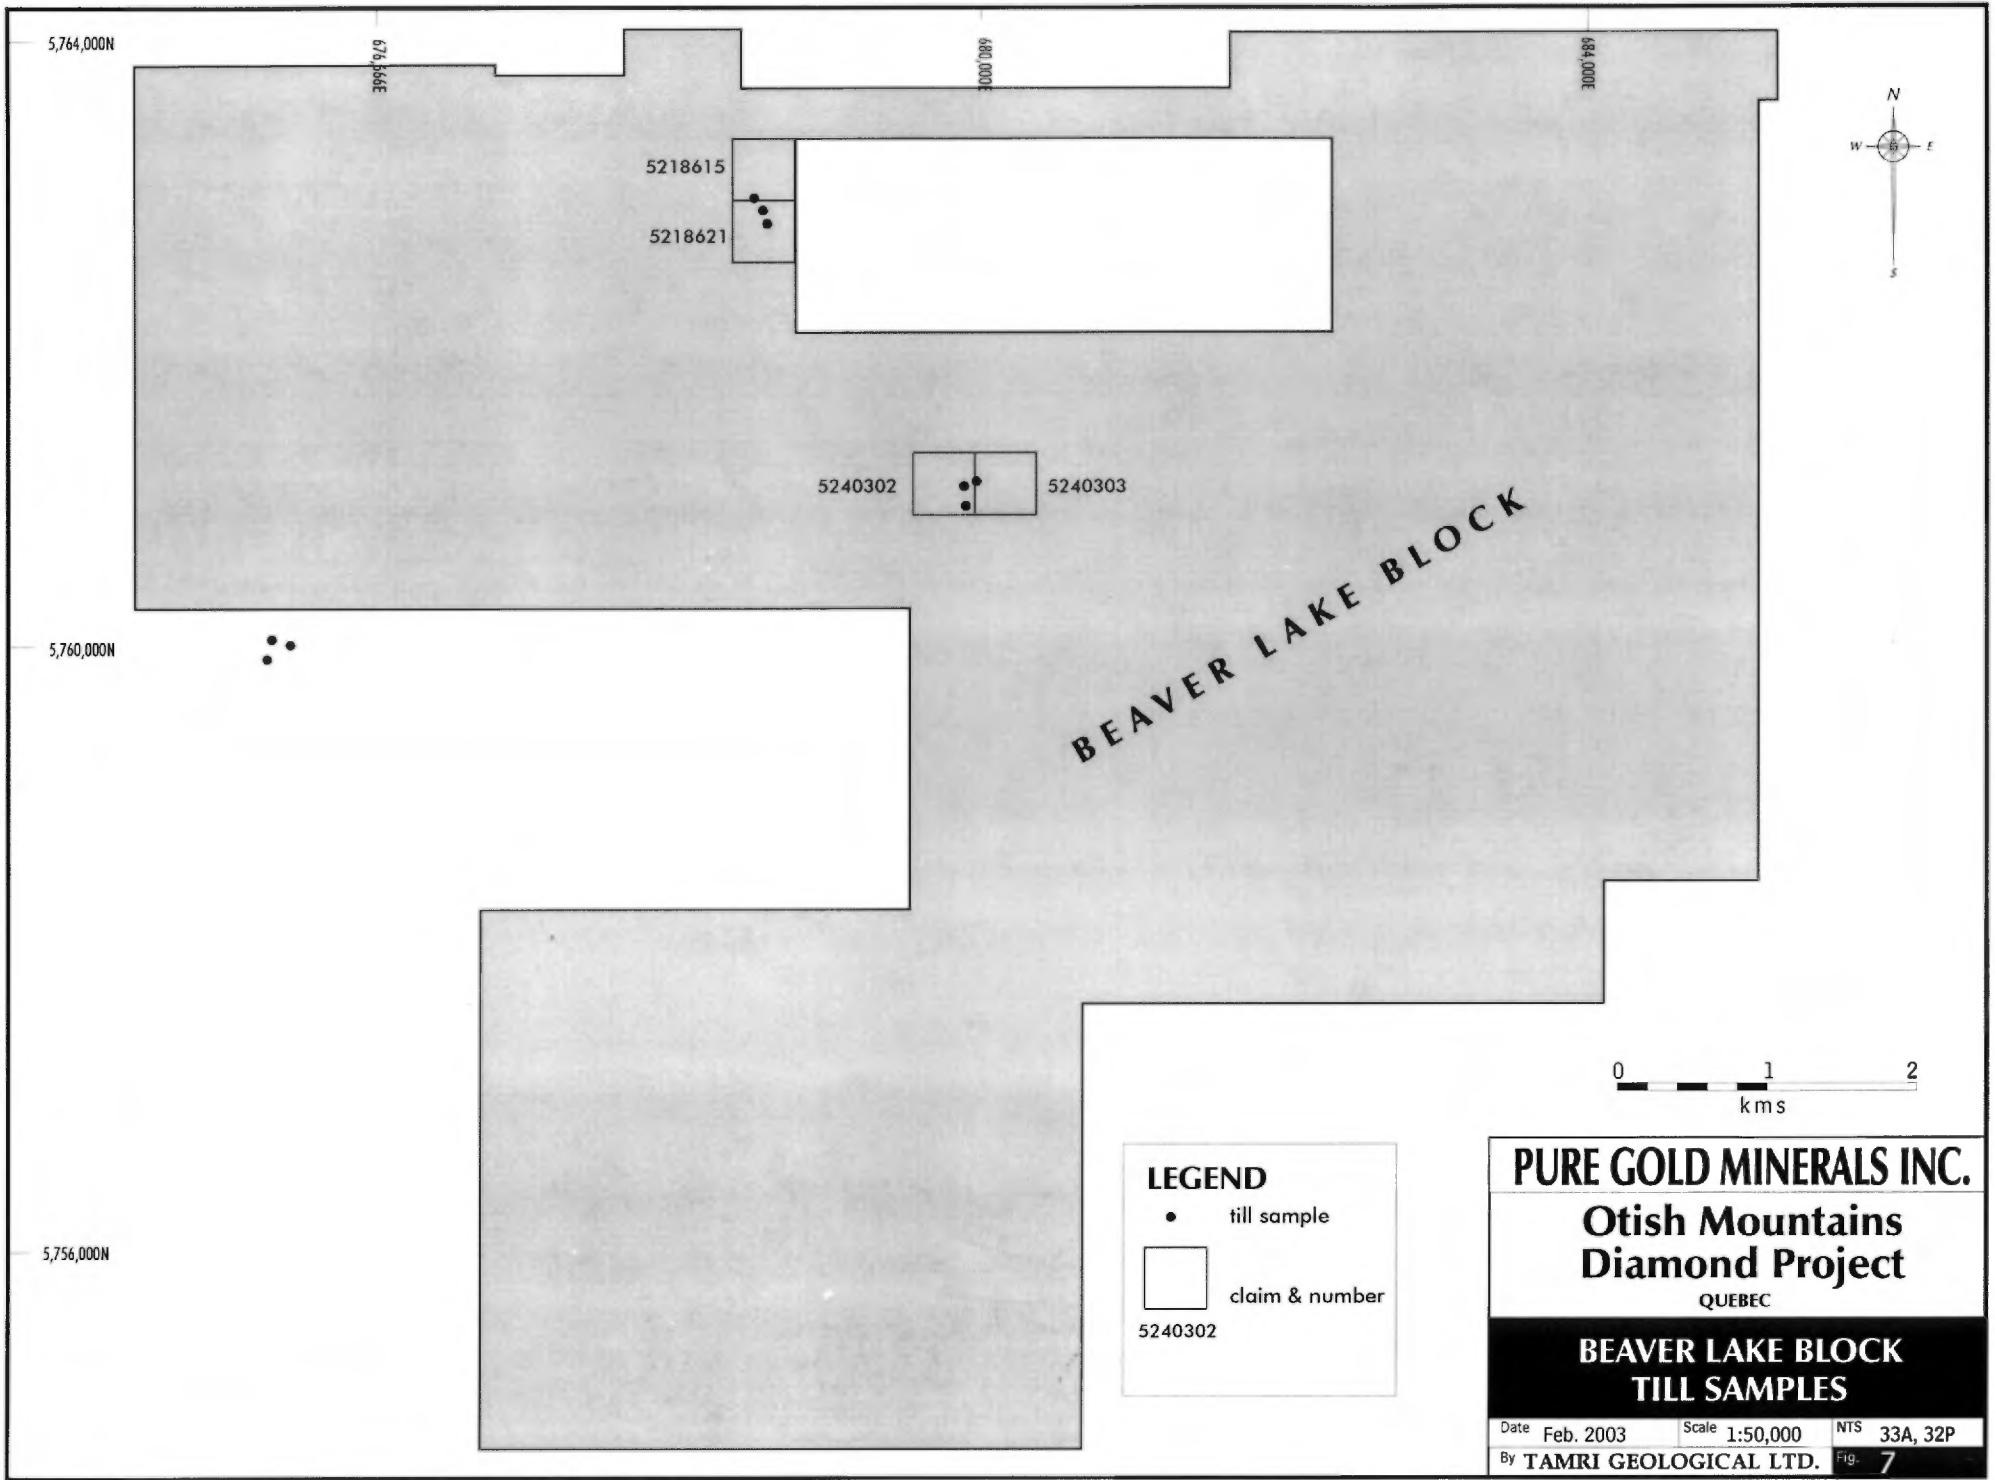 5,764,000N
676,666E
680,000E
684,000E
N
W
E
S
5218615
5218621
5240302
5240303
BEAVER LAKE BLOCK
5,760,000N
5,756,000N
0 1 2
kms
LEGEND
till sample
claim & number
5240302
PURE GOLD MINERALS INC.
Otish Mountains
Diamond Project
QUEBEC
BEAVER LAKE BLOCK
TILL SAMPLES
Date Feb. 2003 Scale 1:50,000 NTS 33A, 32P
By TAMRI GEOLOGICAL LTD. Fig. 7